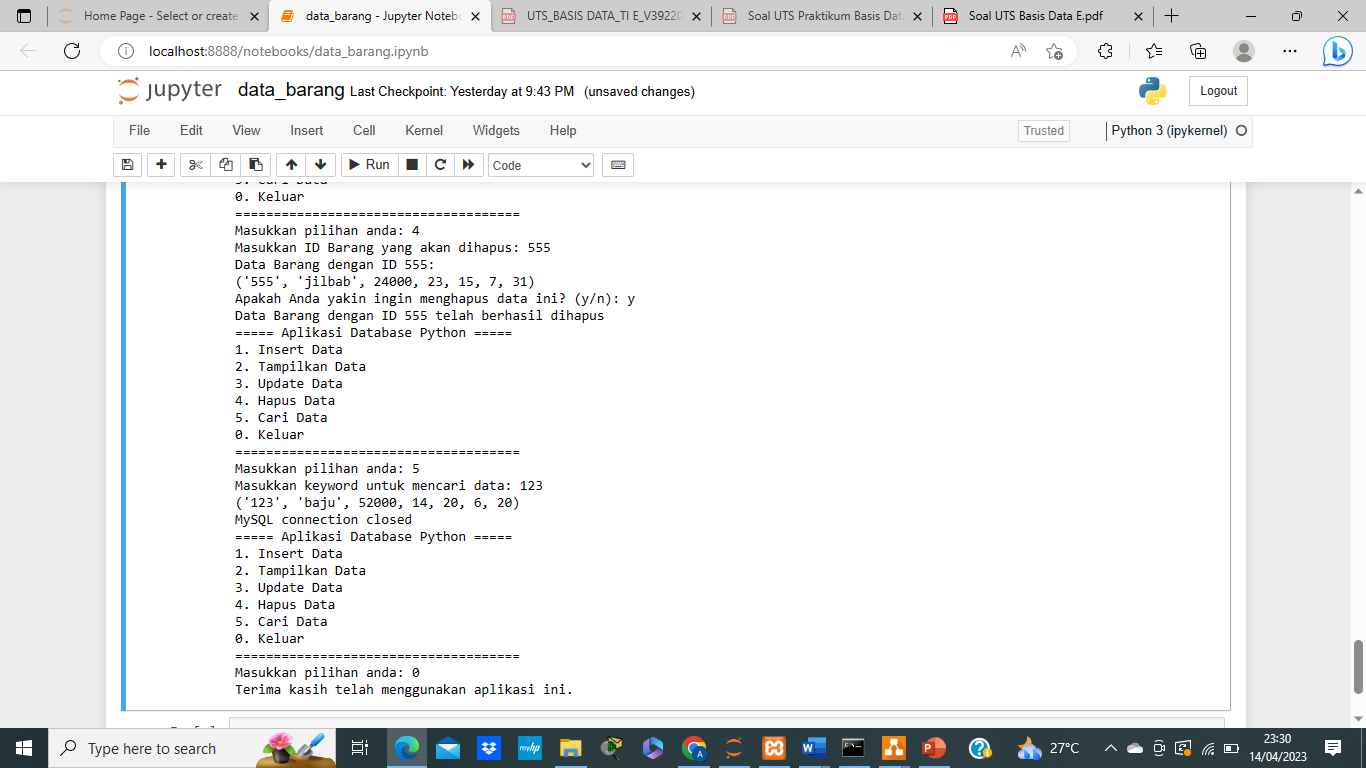 Home Page - Select or create
data_barang - Jupyter Notebo
UTS_BASIS DATA_TI E_V39220
Soal UTS Praktikum Basis Data
Soal UTS Basis Data E.pdf
localhost:8888/notebooks/data_barang.ipynb
jupyter data_barang Last Checkpoint: Yesterday at 9:43 PM (unsaved changes)
Logout
File Edit View Insert Cell Kernel Widgets Help
Trusted
Python 3 (ipykernel)
Run
Code
5. Cari Data
0. Keluar
=====================================
Masukkan pilihan anda: 4
Masukkan ID Barang yang akan dihapus: 555
Data Barang dengan ID 555:
('555', 'jilbab', 24000, 23, 15, 7, 31)
Apakah Anda yakin ingin menghapus data ini? (y/n): y
Data Barang dengan ID 555 telah berhasil dihapus
===== Aplikasi Database Python =====
1. Insert Data
2. Tampilkan Data
3. Update Data
4. Hapus Data
5. Cari Data
0. Keluar
=====================================
Masukkan pilihan anda: 5
Masukkan keyword untuk mencari data: 123
('123', 'baju', 52000, 14, 20, 6, 20)
MySQL connection closed
===== Aplikasi Database Python =====
1. Insert Data
2. Tampilkan Data
3. Update Data
4. Hapus Data
5. Cari Data
0. Keluar
=====================================
Masukkan pilihan anda: 0
Terima kasih telah menggunakan aplikasi ini.
Type here to search
27°C
23:30
14/04/2023